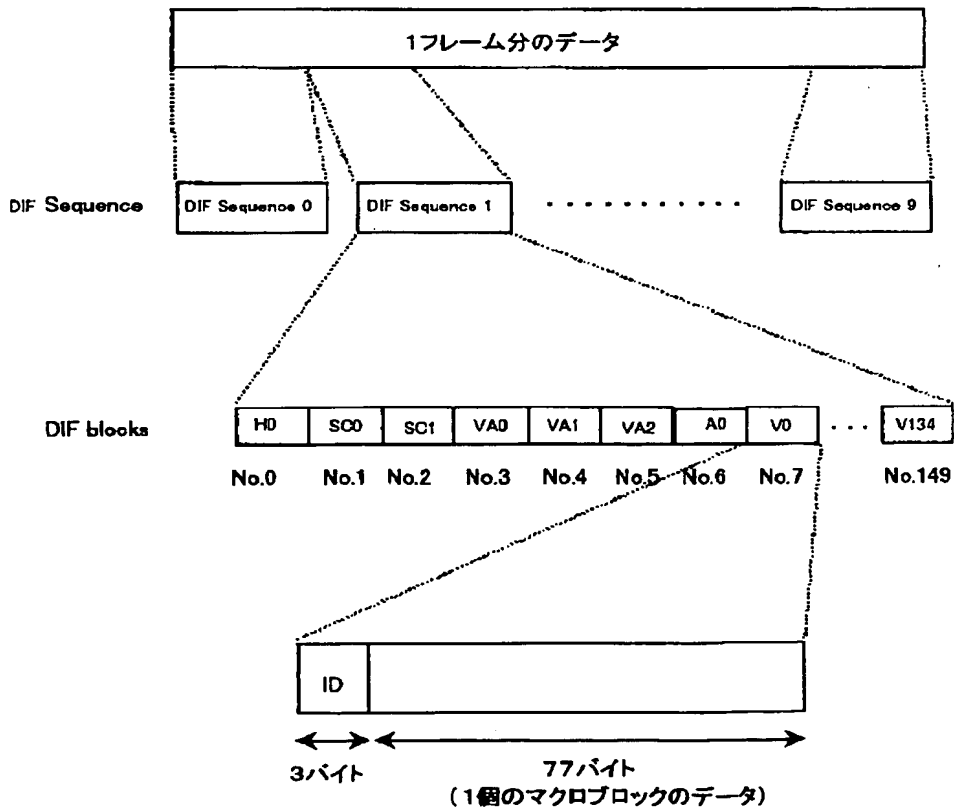 1フレーム分のデータ
DIF Sequence
DIF Sequence 0
DIF Sequence 1
DIF Sequence 9
DIF blocks
H0 SC0 SC1 VA0 VA1 VA2 A0 V0 V134
No.0 No.1 No.2 No.3 No.4 No.5 No.6 No.7 No.149
ID
3バイト
77バイト
(1個のマクロブロックのデータ)